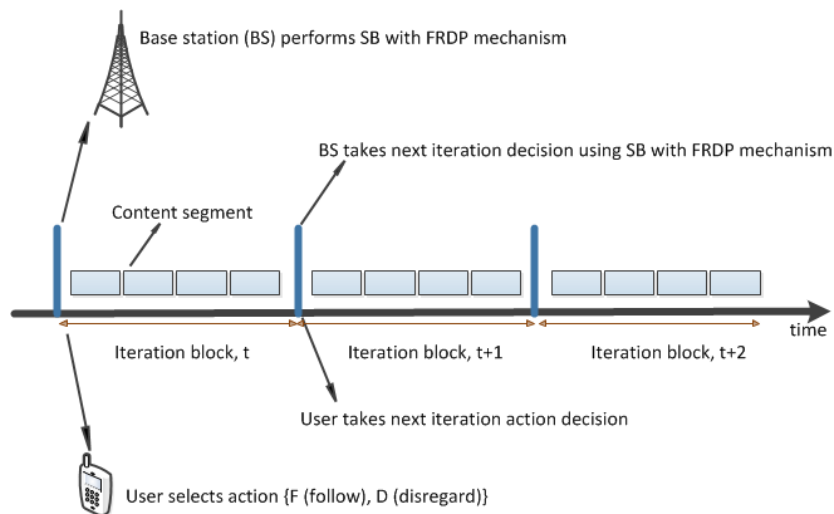 Base station (BS) performs SB with FRDP mechanism
BS takes next iteration decision using SB with FRDP mechanism
Content segment
time
Iteration block, t
Iteration block, t+1
Iteration block, t+2
User takes next iteration action decision
User selects action {F (follow), D (disregard)}